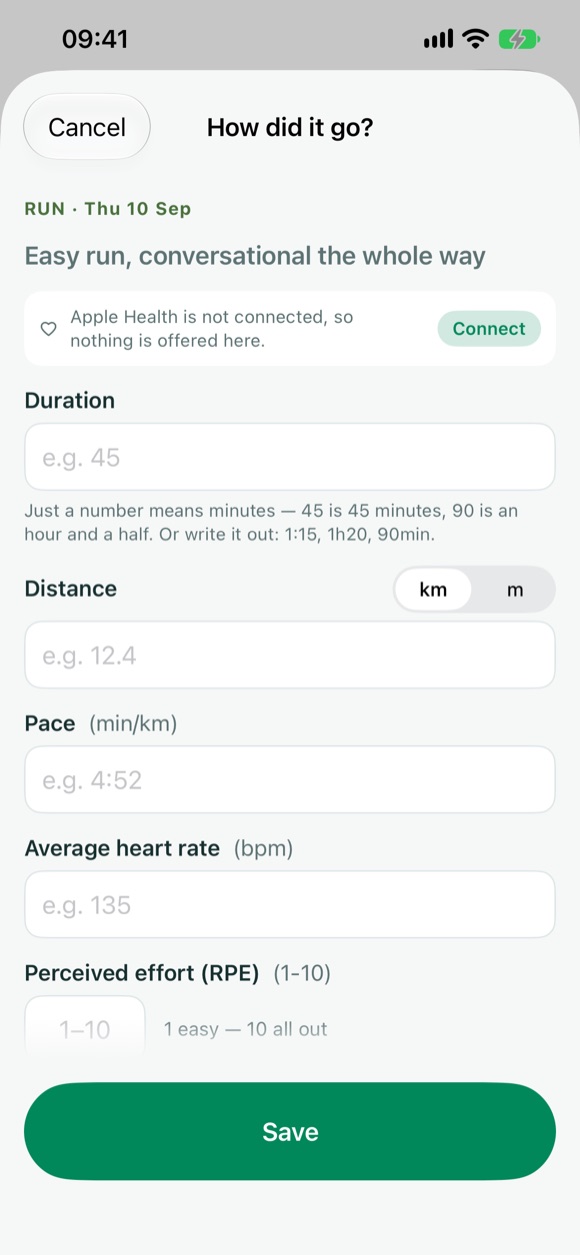 09:41
Cancel
How did it go?
RUN · Thu 10 Sep
Easy run, conversational the whole way
Apple Health is not connected, so
nothing is offered here.
Connect
Duration
e.g. 45
Just a number means minutes — 45 is 45 minutes, 90 is an
hour and a half. Or write it out: 1:15, 1h20, 90min.
Distance
km
m
e.g. 12.4
Pace (min/km)
e.g. 4:52
Average heart rate (bpm)
e.g. 135
Perceived effort (RPE) (1-10)
1–10
1 easy — 10 all out
Save